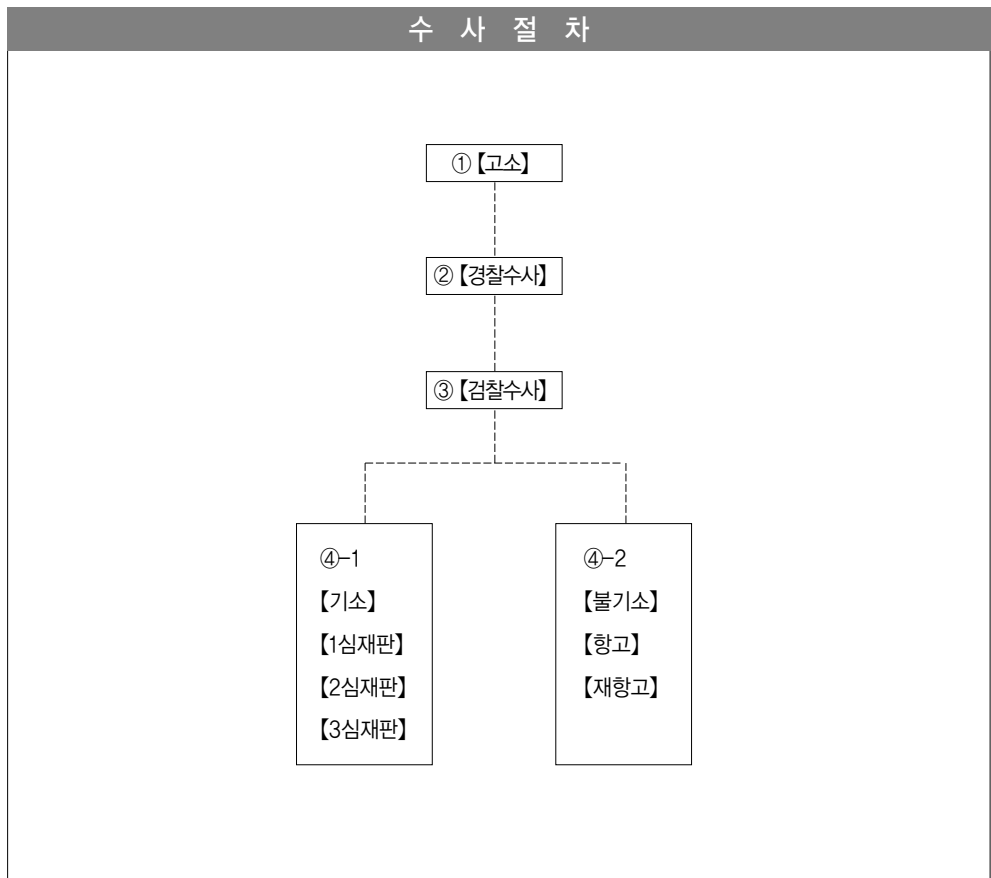 수 사 절 차
① 【고소】
② 【경찰수사】
③ 【검찰수사】
④-1
【기소】
【1심재판】
【2심재판】
【3심재판】
④-2
【불기소】
【항고】
【재항고】